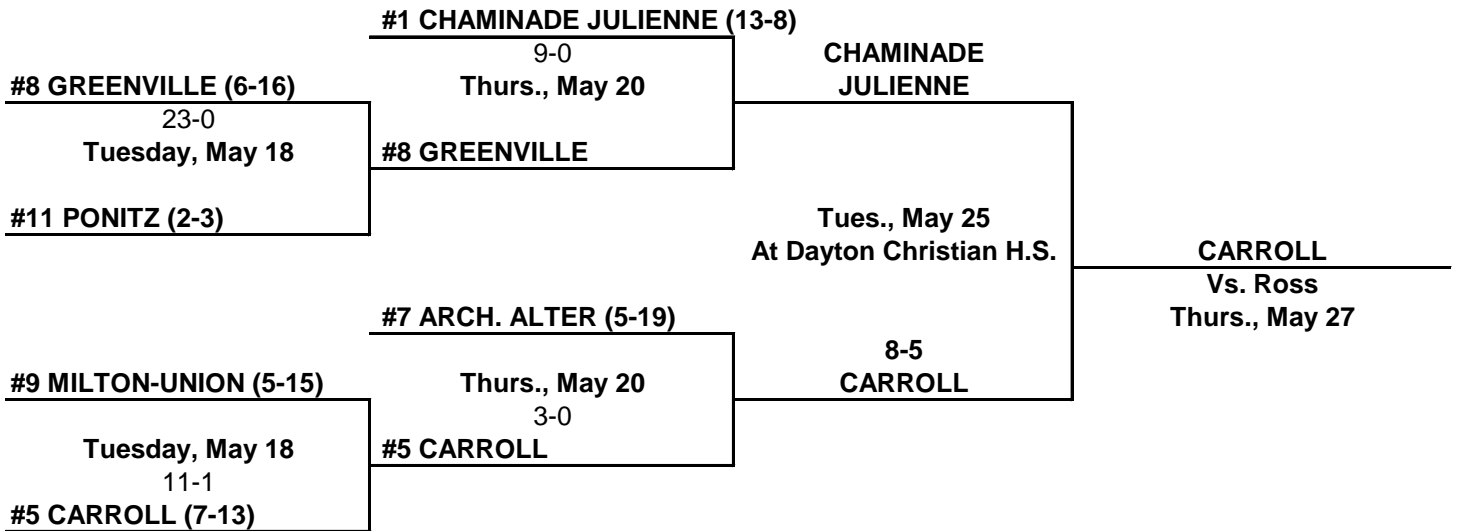 #1 CHAMINADE JULIENNE (13-8)
9-0
CHAMINADE
#8 GREENVILLE (6-16)
Thurs., May 20
JULIENNE
23-0
Tuesday, May 18
#8 GREENVILLE
#11 PONITZ (2-3)
Tues., May 25
At Dayton Christian H.S.
CARROLL
Vs. Ross
Thurs., May 27
#7 ARCH. ALTER (5-19)
8-5
#9 MILTON-UNION (5-15)
Thurs., May 20
CARROLL
3-0
Tuesday, May 18
#5 CARROLL
11-1
#5 CARROLL (7-13)